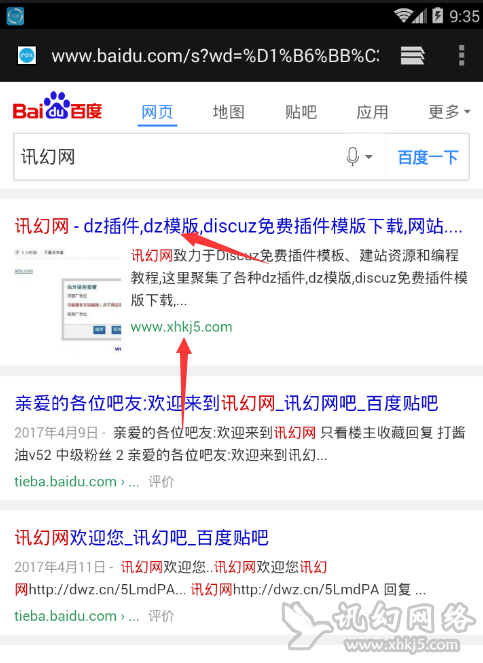 9:35
www.baidu.com/s?wd=%D1%B6%BB%C3
Bai du 百度
网页 地图 贴吧 应用 更多
讯幻网
百度一下
讯幻网 - dz插件,dz模版,discuz免费插件模版下载,网站....
讯幻网致力于Discuz免费插件模板、建站资源和编程
教程,这里聚集了各种dz插件,dz模版,discuz免费插件模
版下载,...
www.xhkj5.com
亲爱的各位吧友:欢迎来到讯幻网_讯幻网吧_百度贴吧
2017年4月9日 - 亲爱的各位吧友:欢迎来到讯幻网 只看楼主收藏回复 打酱
油v52 中级粉丝 2 亲爱的各位吧友:欢迎来到讯幻...
tieba.baidu.com › ... 评价
讯幻网欢迎您_讯幻吧_百度贴吧
2017年4月11日 - 讯幻网欢迎您..讯幻网欢迎您讯幻
网http://dwz.cn/5LmdPA... 讯幻网http://dwz.cn/5LmdPA 回复 ...
tieba.baidu.com › ... 评价
讯幻网络
www.xhkj5.com